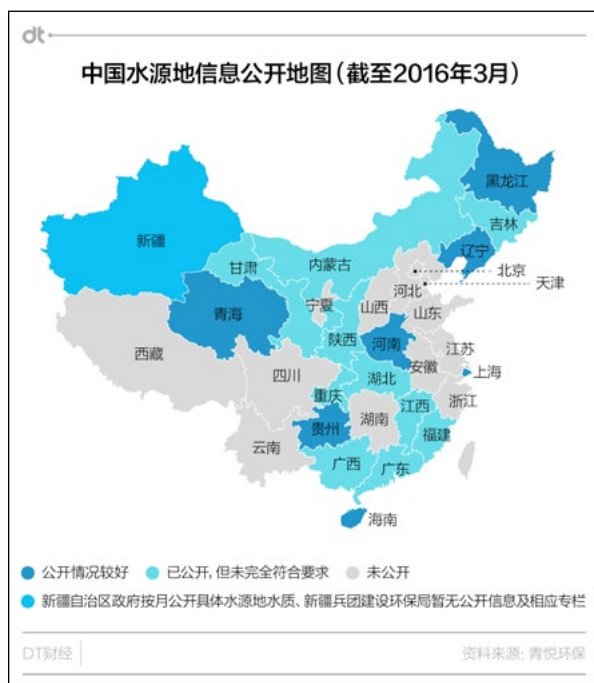 dt
中国水源地信息公开地图(截至2016年3月)
黑龙江
吉林
辽宁
新疆
内蒙古
甘肃
北京
天津
河北
宁夏
山西
山东
青海
陕西
河南
江苏
西藏
安徽
四川
湖北
上海
重庆
浙江
江西
湖南
贵州
福建
云南
广西
广东
海南
公开情况较好
已公开,但未完全符合要求
未公开
新疆自治区政府按月公开具体水源地水质、新疆兵团建设环保局暂无公开信息及相应专栏
DT财经
资料来源:青悦环保